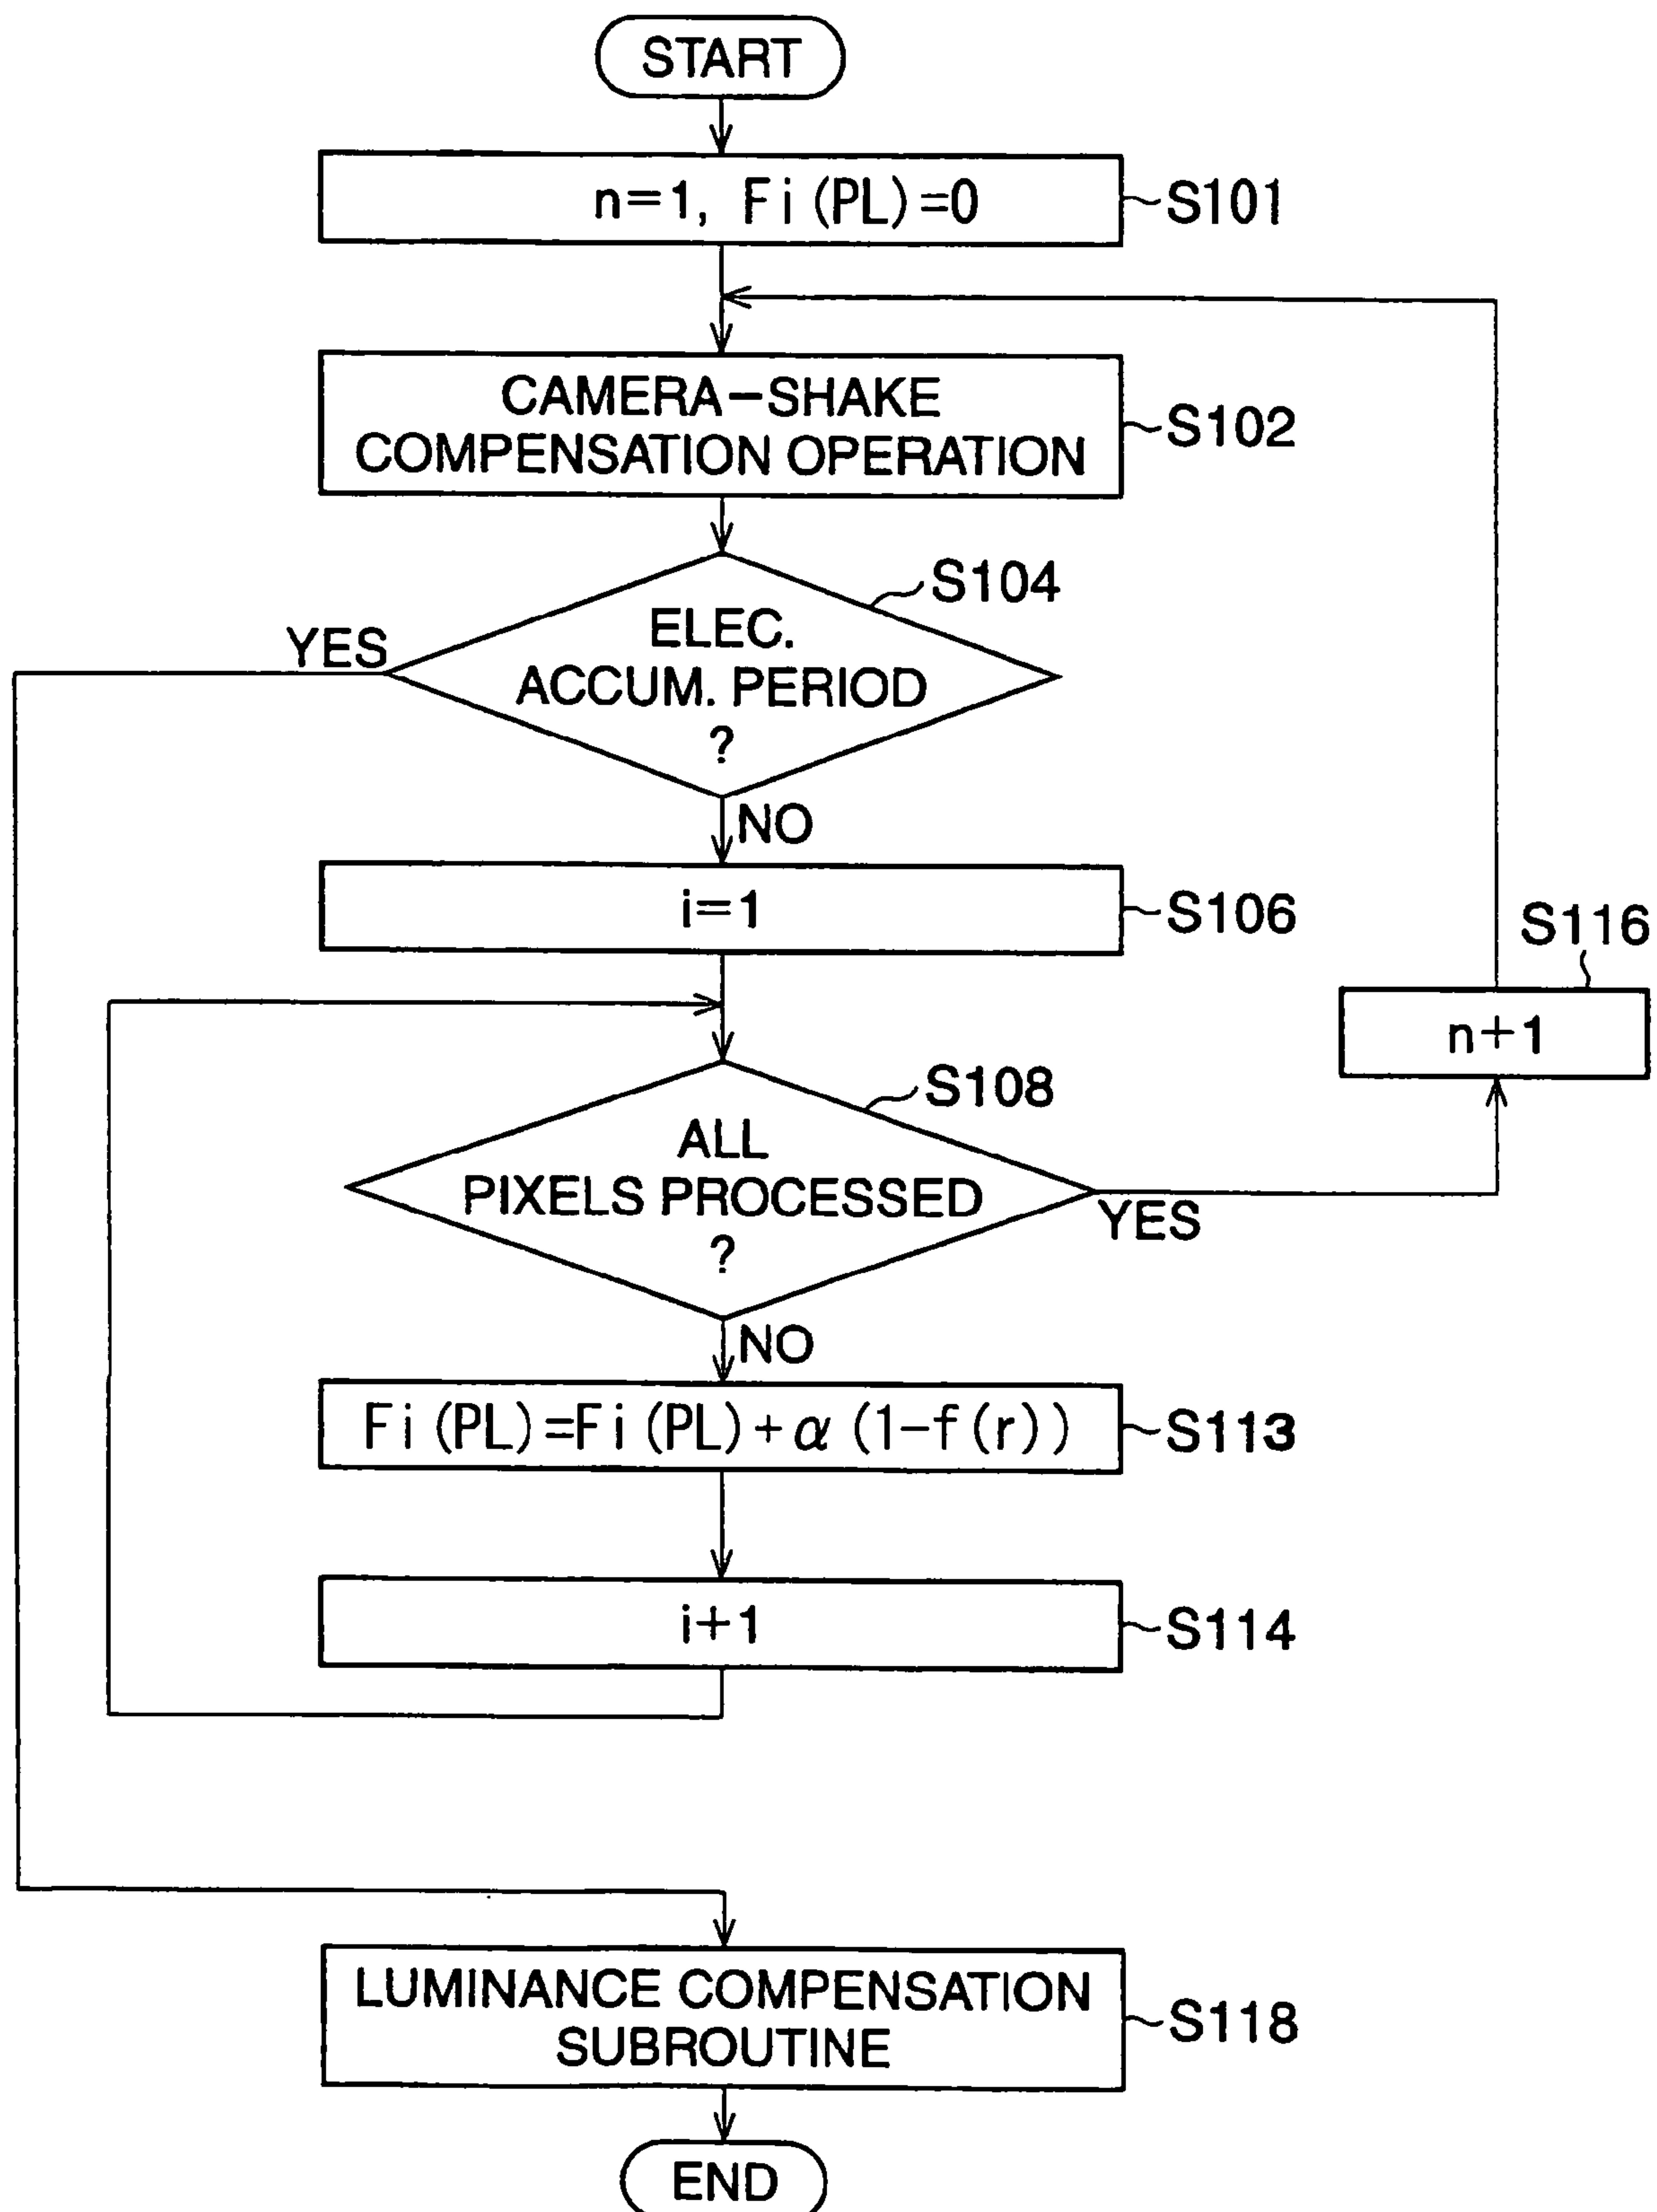 START
n=1, Fi(PL)=0
S101
CAMERA-SHAKE
COMPENSATION OPERATION
S102
S104
ELEC.
ACCUM. PERIOD
?
YES
NO
i=1
S106
S116
n+1
S108
ALL
PIXELS PROCESSED
?
YES
NO
Fi(PL)=Fi(PL)+α(1-f(r))
S113
i+1
S114
LUMINANCE COMPENSATION
SUBROUTINE
S118
END